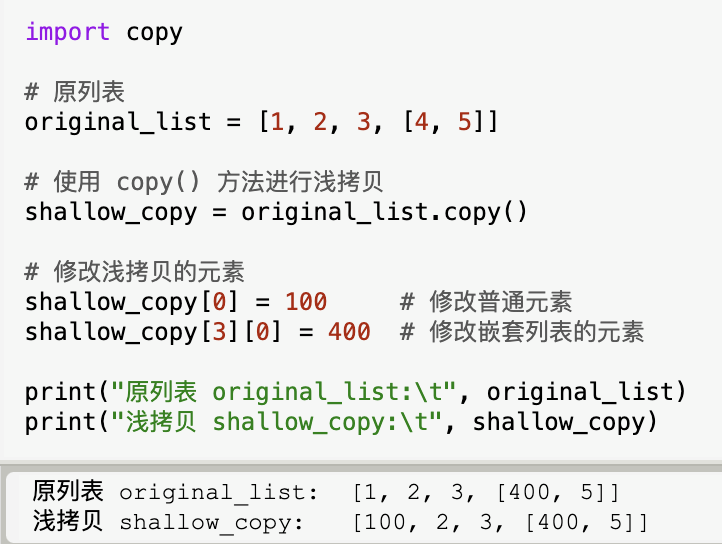 import copy
# 原列表
original_list = [1, 2, 3, [4, 5]]
# 使用 copy() 方法进行浅拷贝
shallow_copy = original_list.copy()
# 修改浅拷贝的元素
shallow_copy[0] = 100     # 修改普通元素
shallow_copy[3][0] = 400  # 修改嵌套列表的元素
print("原列表 original_list:\t", original_list)
print("浅拷贝 shallow_copy:\t", shallow_copy)
原列表 original_list:  [1, 2, 3, [400, 5]]
浅拷贝 shallow_copy:   [100, 2, 3, [400, 5]]